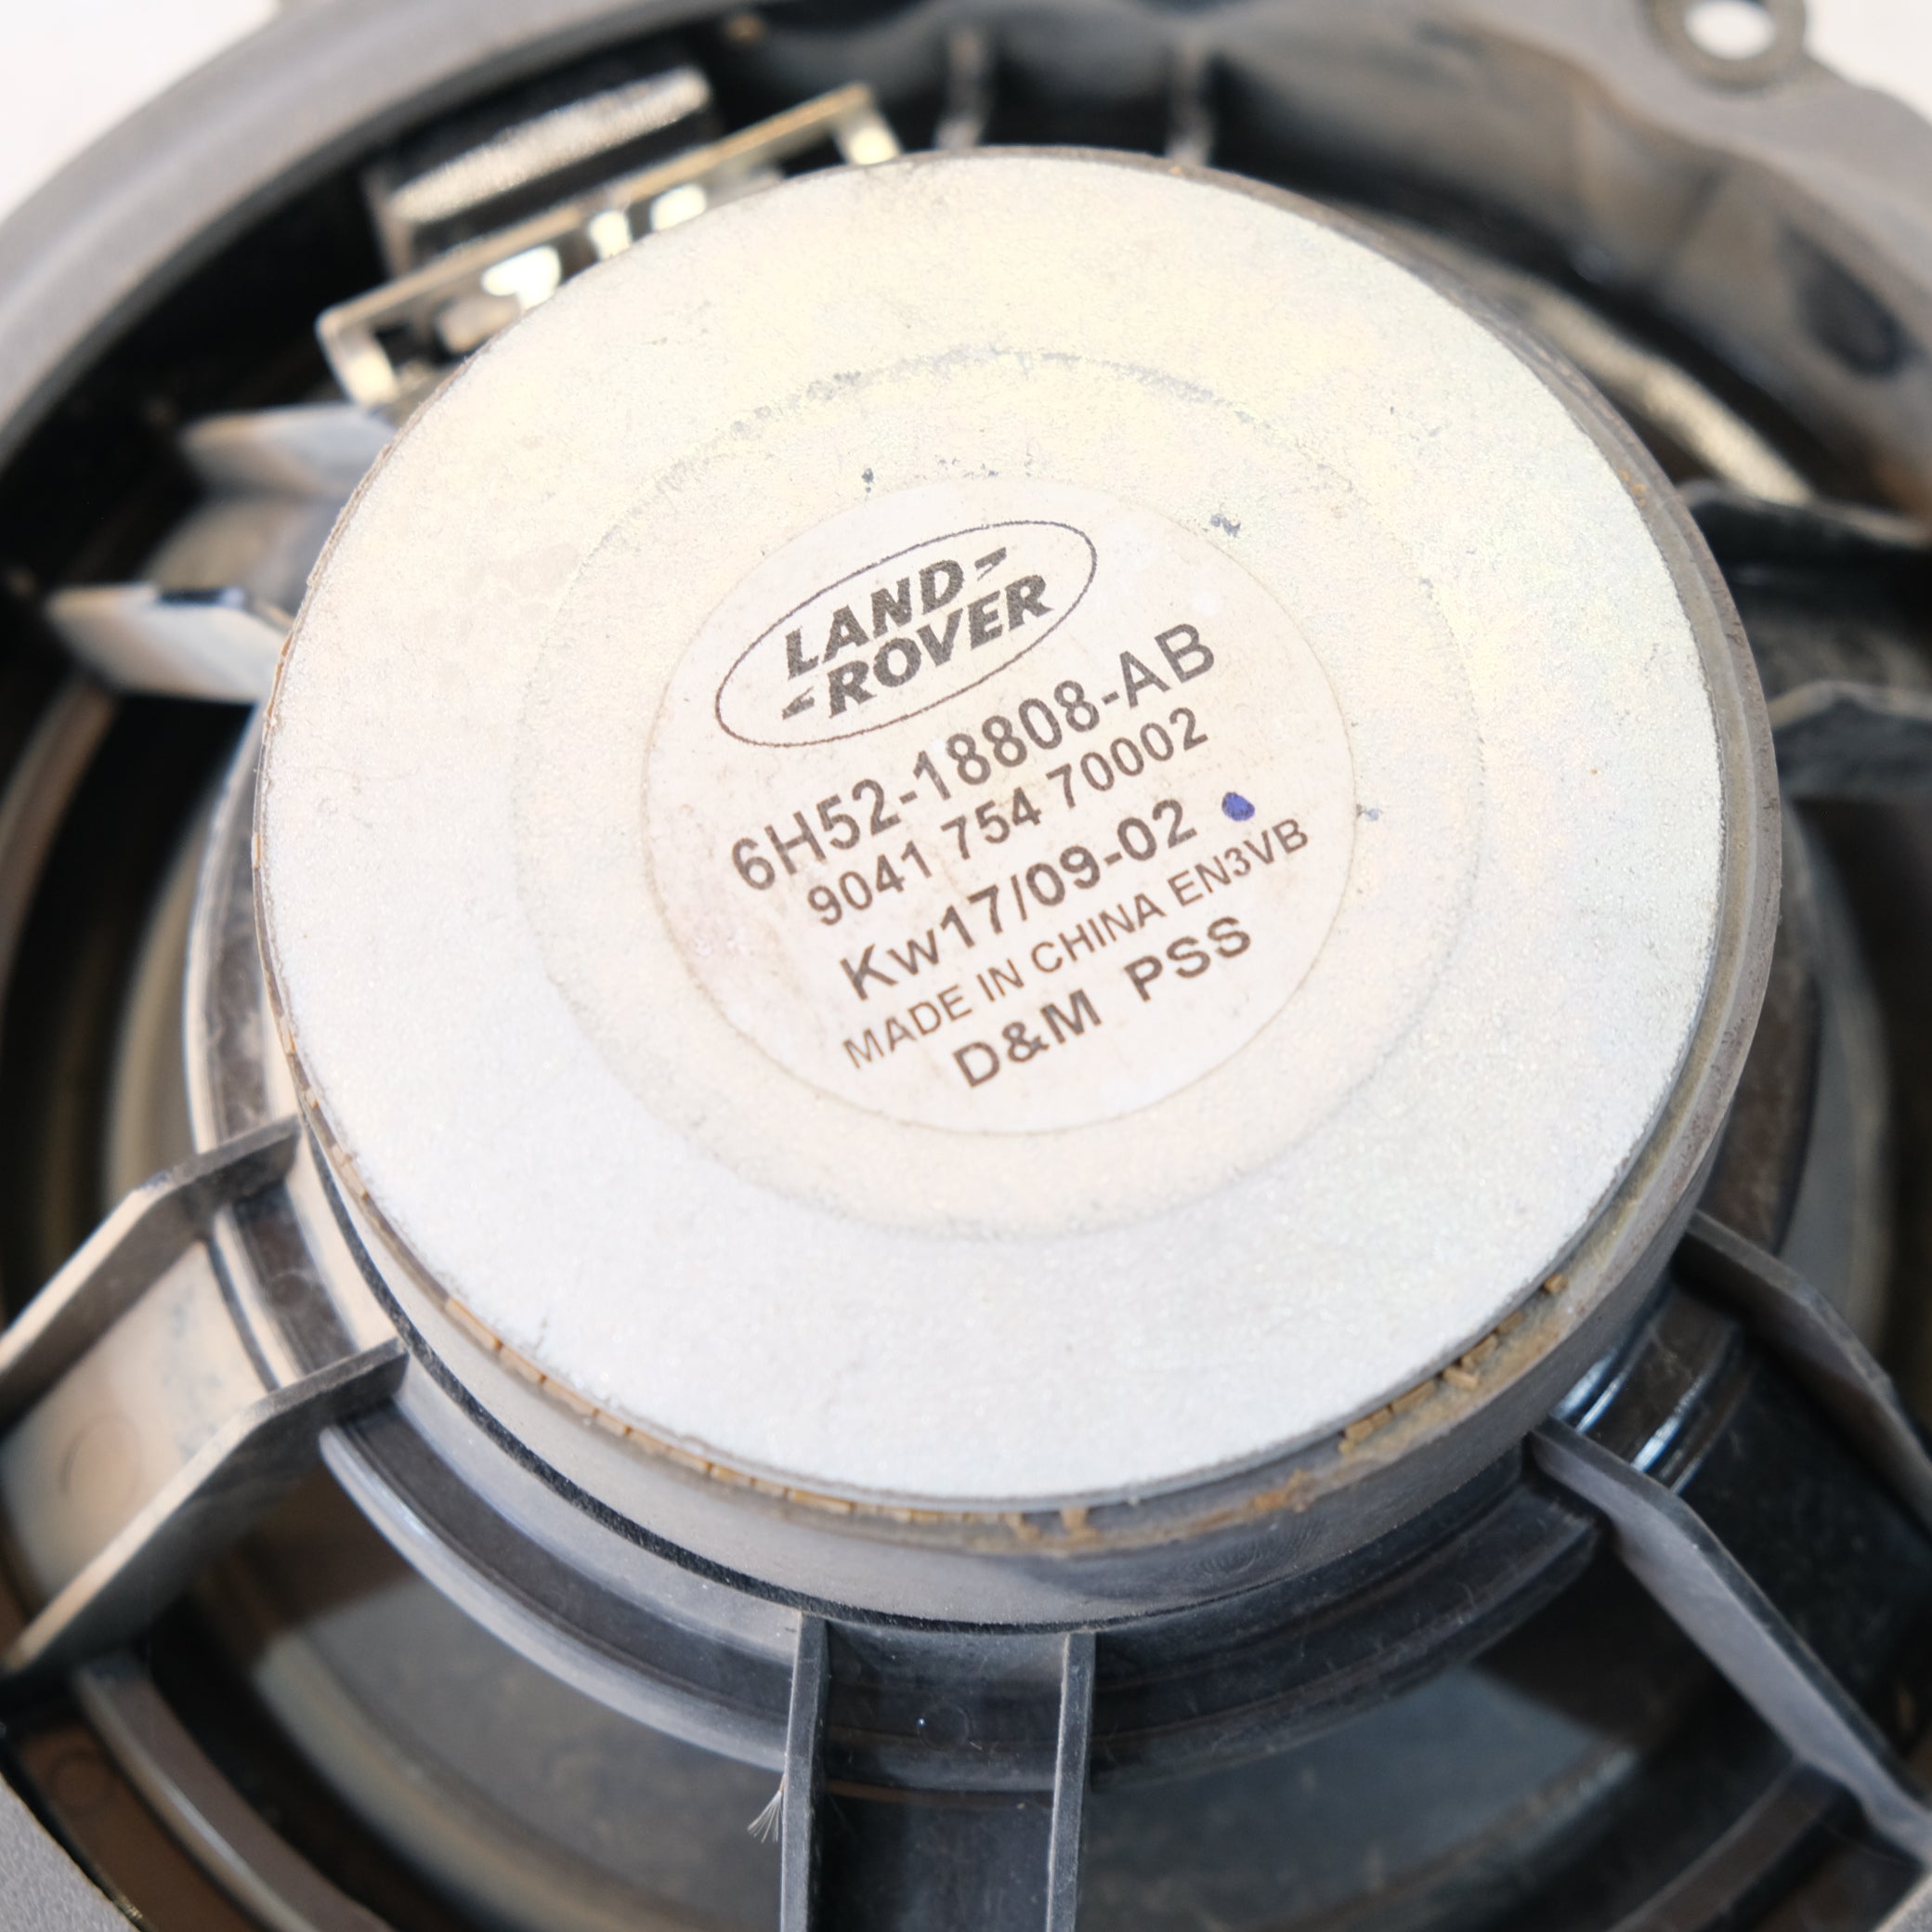 LAND-
-ROVER
6H52-18808-AB
9041 754 70002
Kw17/09-02
MADE IN CHINA EN3VB
D&M PSS